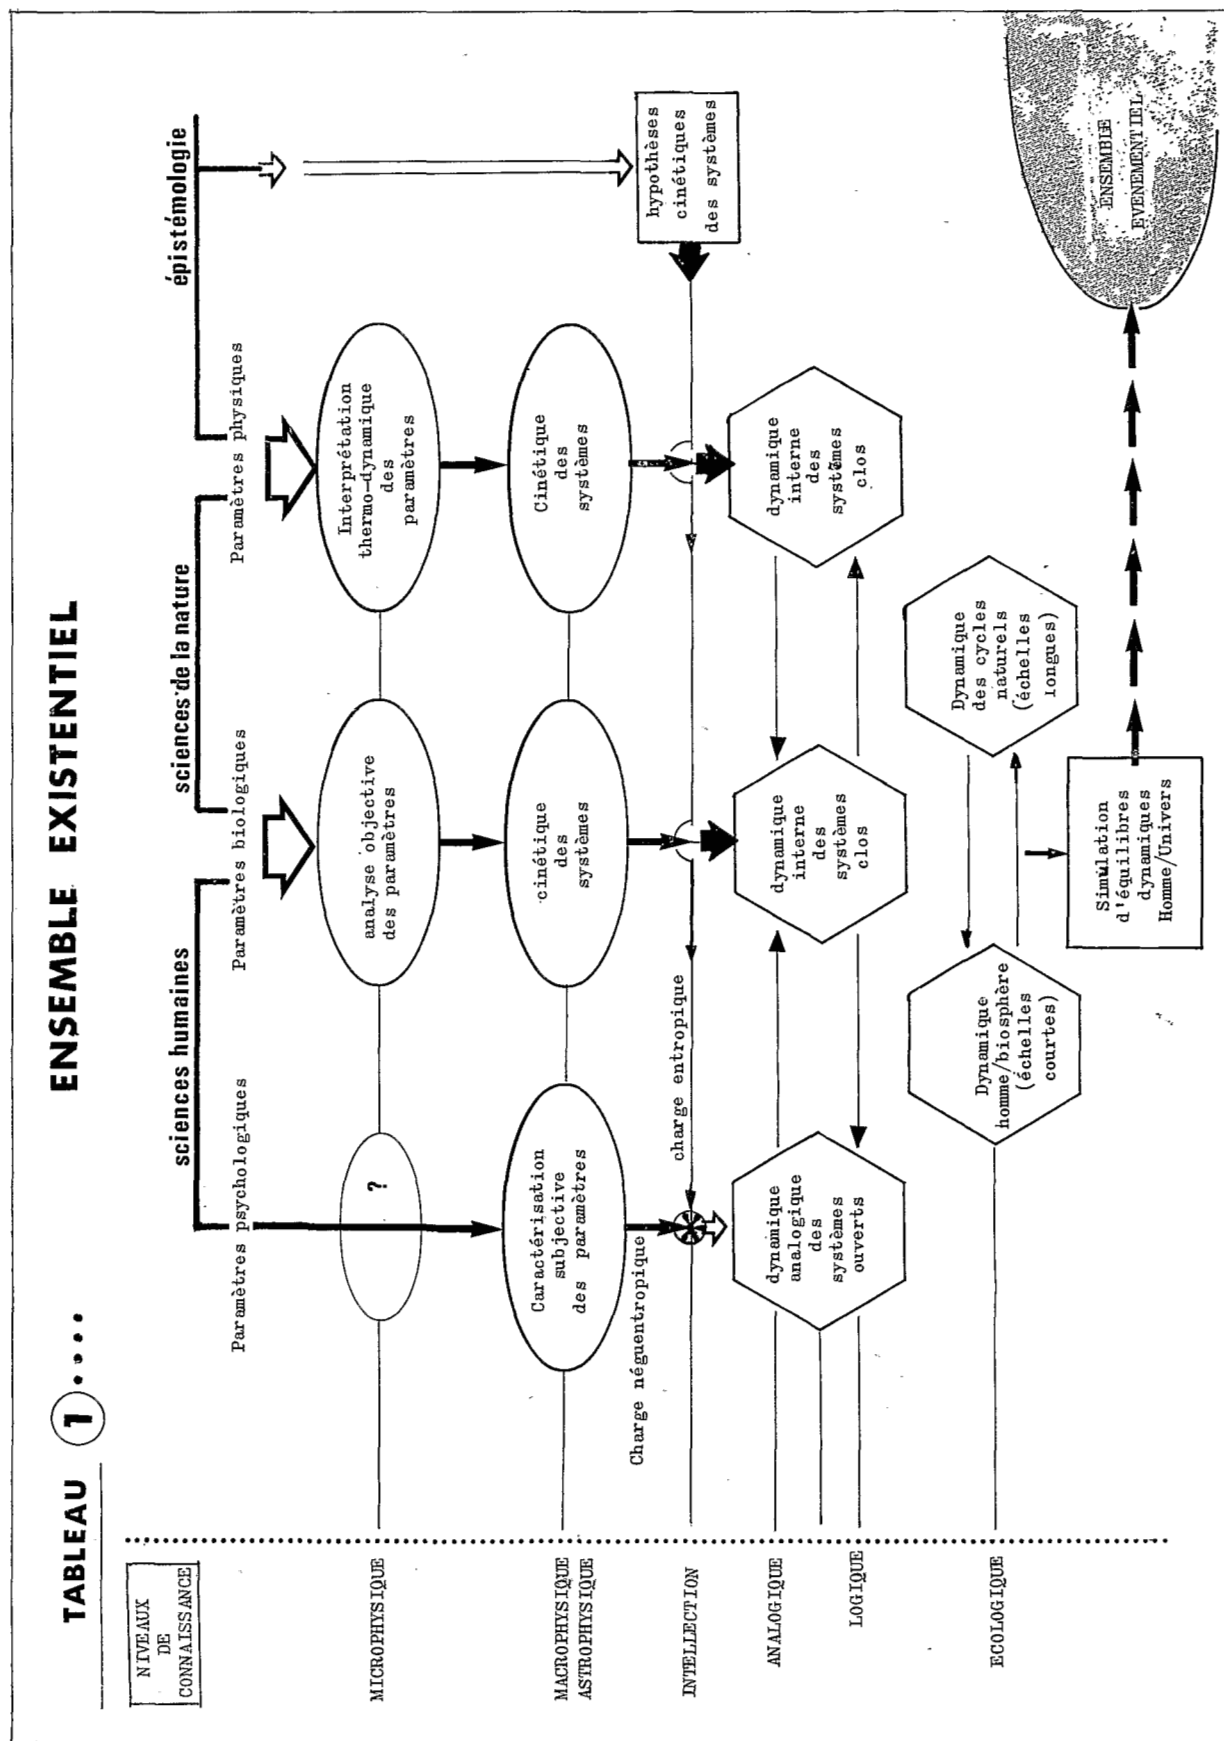 TABLEAU 1....
ENSEMBLE EXISTENTIEL
NIVEAUX
DE
CONNAISSANCE
sciences humaines
sciences de la nature
épistémologie
Paramètres psychologiques
Paramètres biologiques
Paramètres physiques
MICROPHYSIQUE
?
analyse objective
des paramètres
Interprétation
thermo-dynamique
des
paramètres
MACROPHYSIQUE
ASTROPHYSIQUE
Caractérisation
subjective
des paramètres
cinétique
des
systèmes
Cinétique
des
systèmes
hypothèses
cinétiques
des systèmes
Charge néguentropique
charge entropique
INTELLECTION
ANALOGIQUE
LOGIQUE
dynamique
analogique
des
systèmes
ouverts
dynamique
interne
des
systèmes
clos
dynamique
interne
des
systèmes
clos
ECOLOGIQUE
Dynamique
homme/biosphère
(échelles
courtes)
Dynamique
des cycles
naturels
(échelles
longues)
Simulation
d'équilibres
dynamiques
Homme/Univers
ENSEMBLE
EVENEMENTIEL